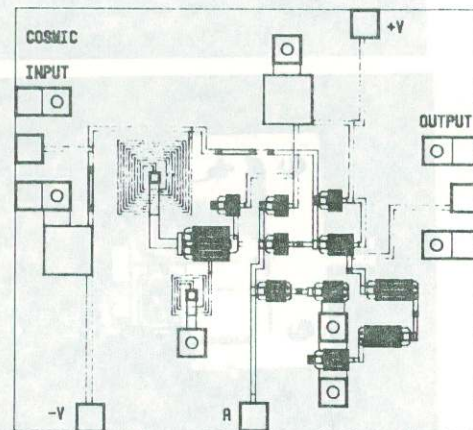 COSMIC
+V
INPUT
OUTPUT
-V
A